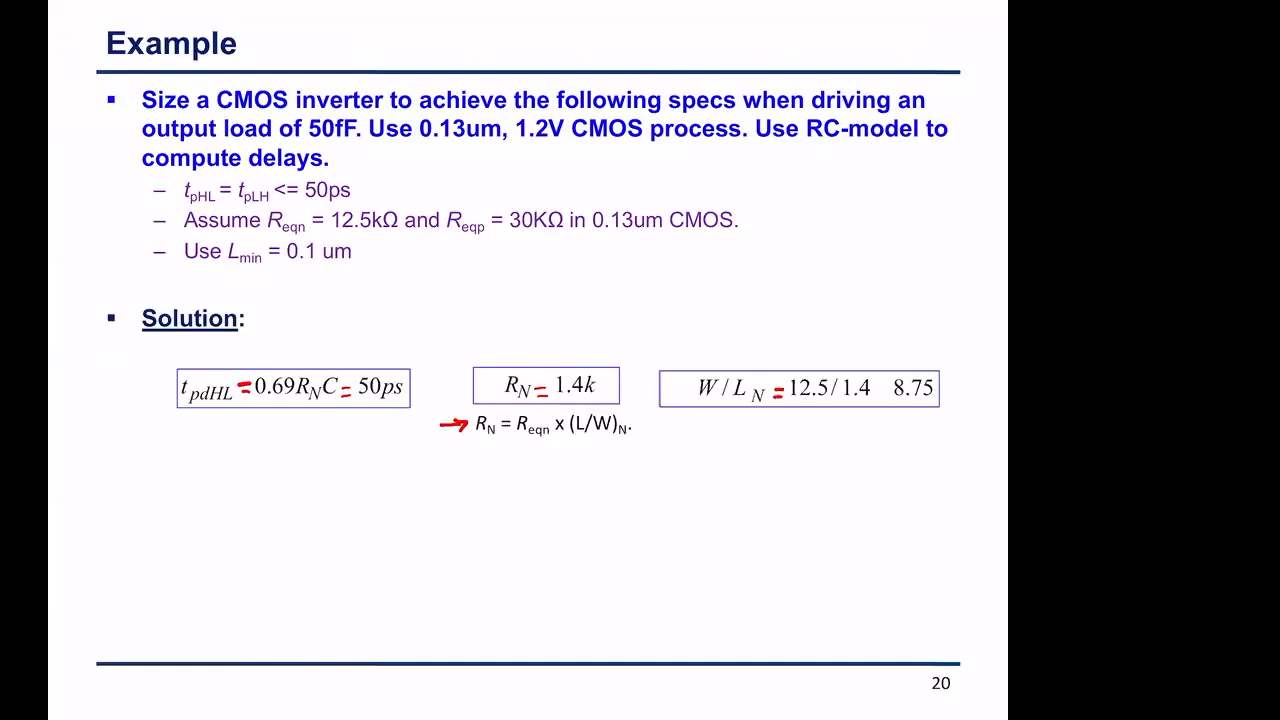 Example
▪ Size a CMOS inverter to achieve the following specs when driving an
output load of 50fF. Use 0.13um, 1.2V CMOS process. Use RC-model to
compute delays.
– tpHL = tpLH <= 50ps
– Assume Reqn = 12.5kΩ and Reqp = 30KΩ in 0.13um CMOS.
– Use Lmin = 0.1 um
▪ Solution:
tpdHL = 0.69RNC = 50ps
RN = 1.4k
W / L N = 12.5 / 1.4 8.75
→ RN = Reqn x (L/W)N.
20